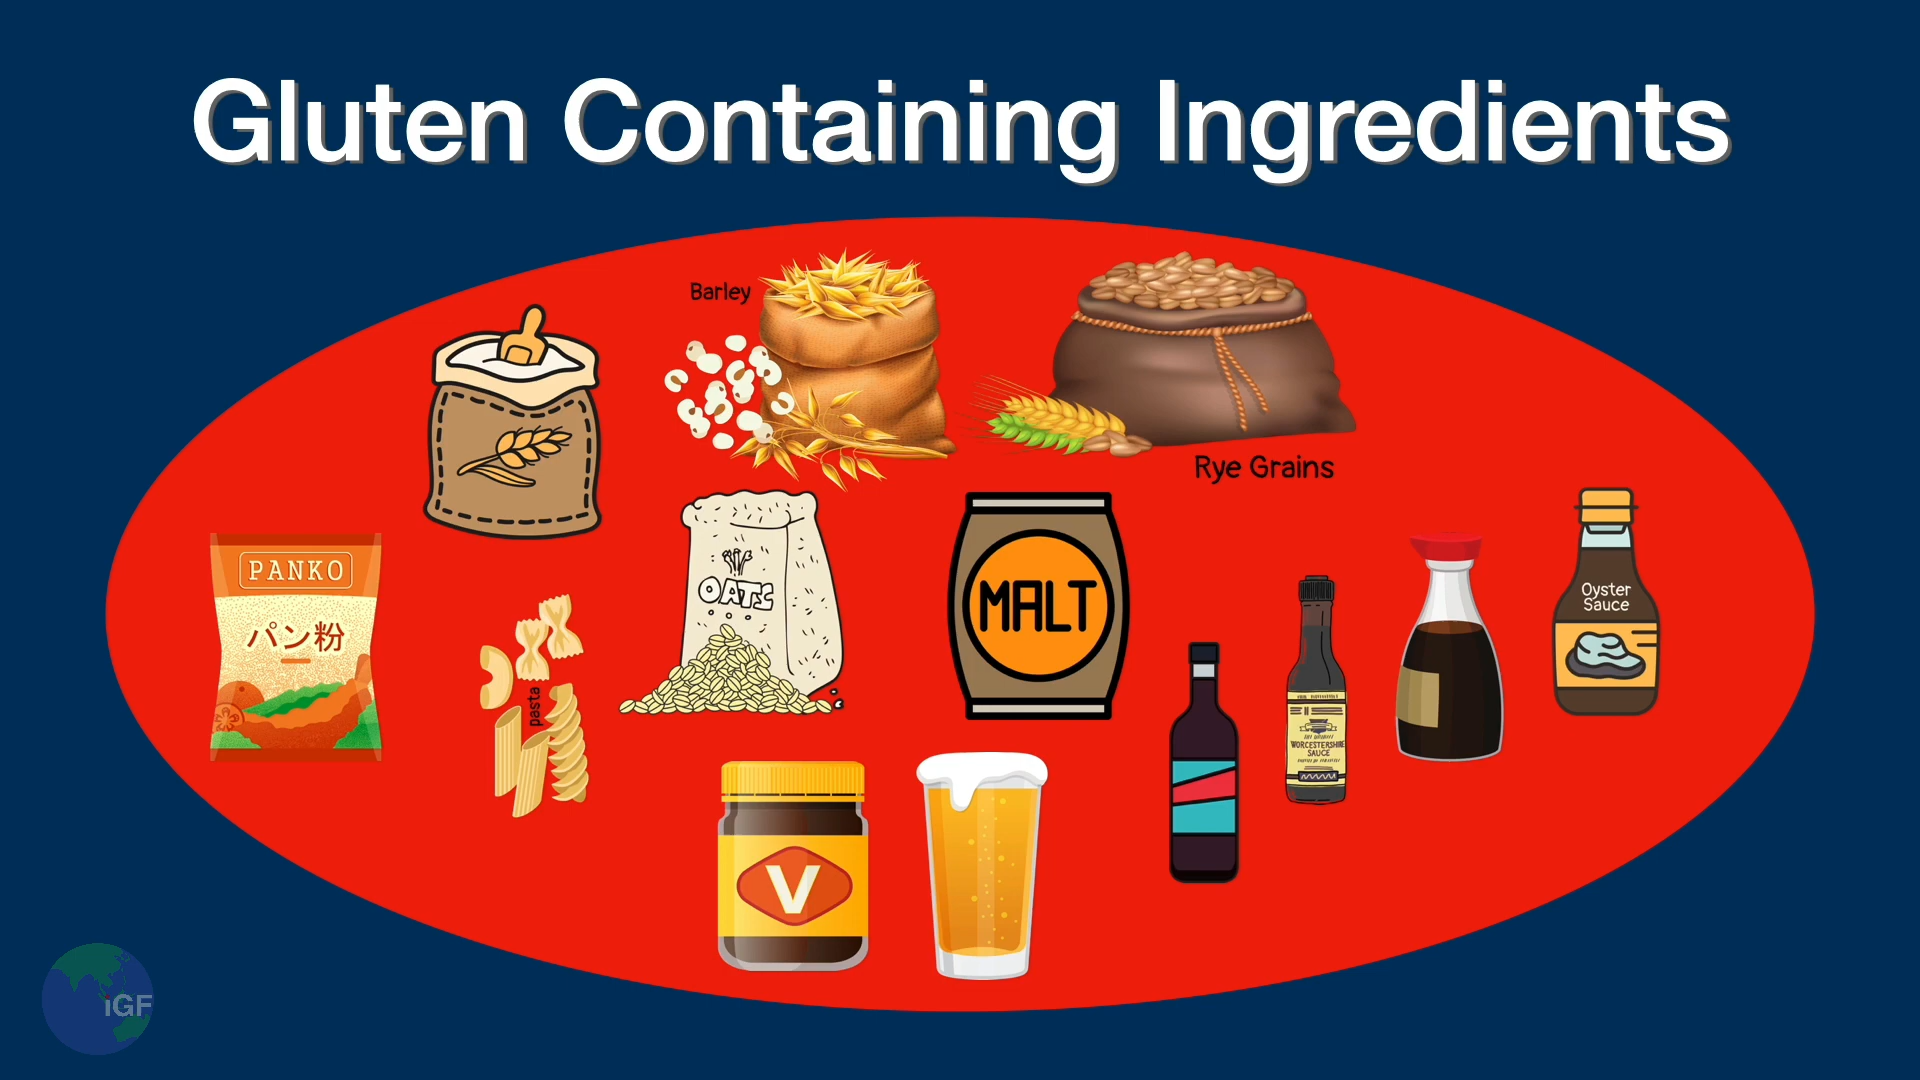 Gluten Containing Ingredients
Barley
Rye Grains
PANKO
パン粉
pasta
OATS
MALT
WORCESTERSHIRE
SAUCE
Oyster
Sauce
V
iGF